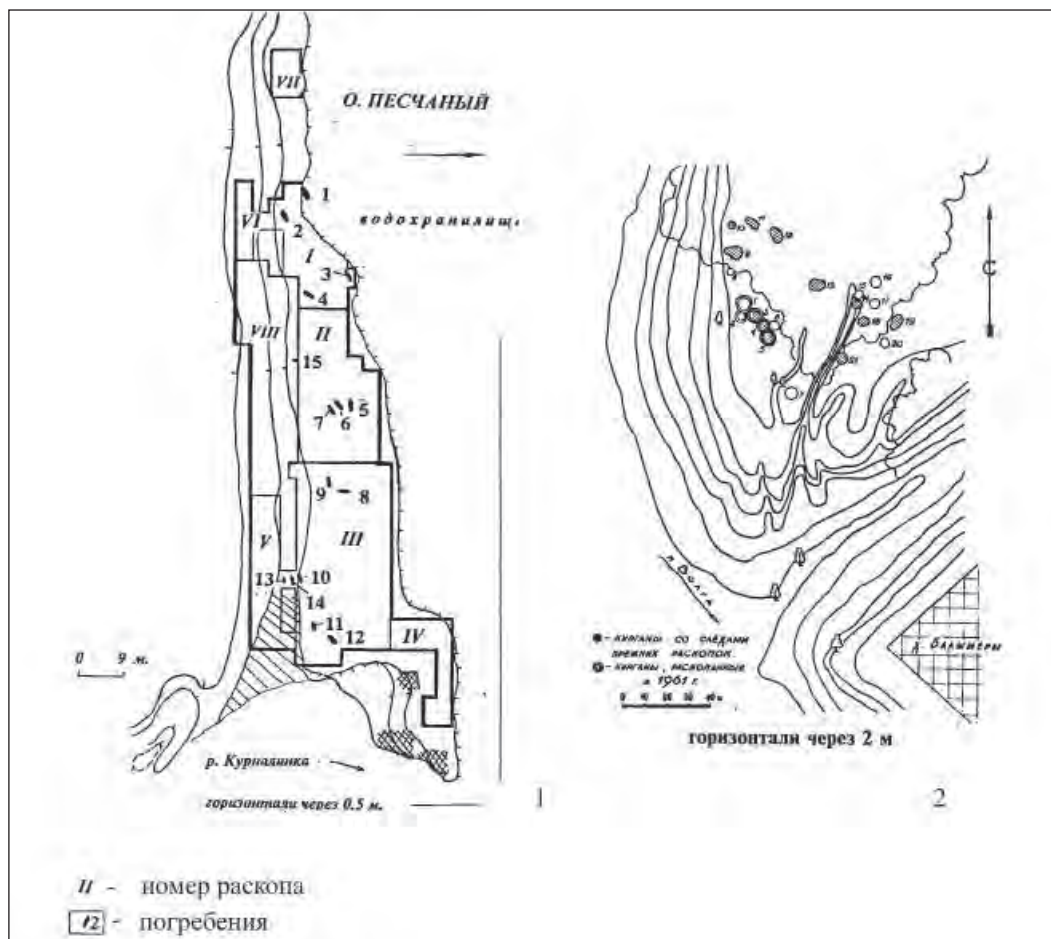 VII
О. ПЕСЧАНЫЙ
1
водохранилищ
VI
2
I
3
4
II
VIII
15
7
6
5
9
8
III
V
13
10
14
11
12
IV
0 9 м.
р. Курналинка
горизонтали через 0.5 м.
1
С
р. Волга
д. Балымеры
- КУРГАНЫ СО СЛЕДАМИ
ПРЕЖНИХ РАСКОПОК.
- КУРГАНЫ, РАСКОПАННЫЕ
в 1961 г.
горизонтали через 2 м
2
II - номер раскопа
12 - погребения